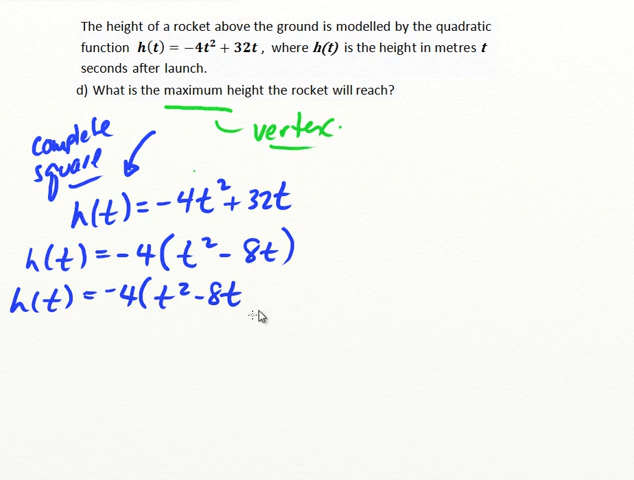 The height of a rocket above the ground is modelled by the quadratic
function h(t) = −4t² + 32t , where h(t) is the height in metres t
seconds after launch.
d) What is the maximum height the rocket will reach?
vertex.
complete
square
h(t) = -4t² + 32t
h(t) = -4(t² - 8t)
h(t) = -4(t² - 8t